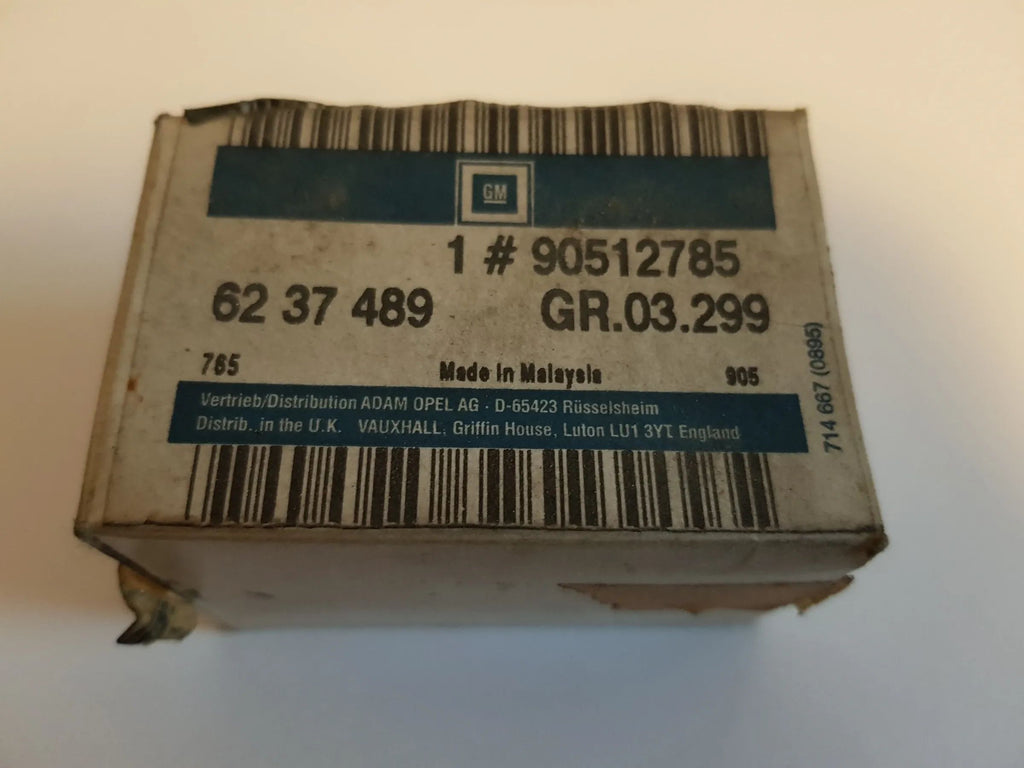 GM
1 # 90512785
62 37 489 GR.03.299
765 Made in Malaysia 905
Vertrieb/Distribution ADAM OPEL AG · D-65423 Rüsselsheim
Distrib. in the U.K. VAUXHALL, Griffin House, Luton LU1 3YT England
714 667 (0895)